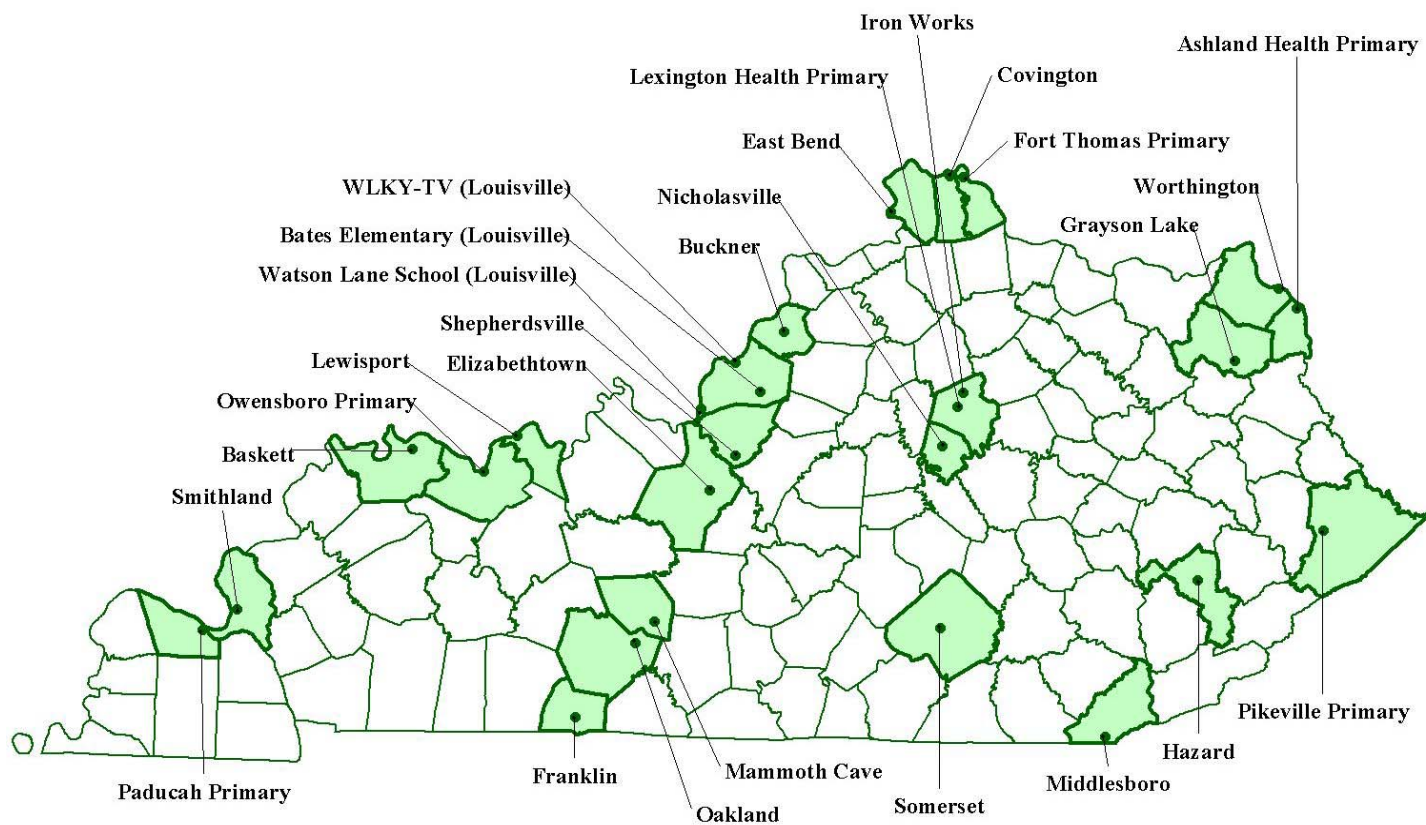 Iron Works
Ashland Health Primary
Lexington Health Primary
Covington
East Bend
Fort Thomas Primary
WLKY-TV (Louisville)
Nicholasville
Worthington
Grayson Lake
Bates Elementary (Louisville)
Buckner
Watson Lane School (Louisville)
Shepherdsville
Lewisport
Elizabethtown
Owensboro Primary
Baskett
Smithland
Pikeville Primary
Hazard
Franklin
Mammoth Cave
Middlesboro
Paducah Primary
Somerset
Oakland